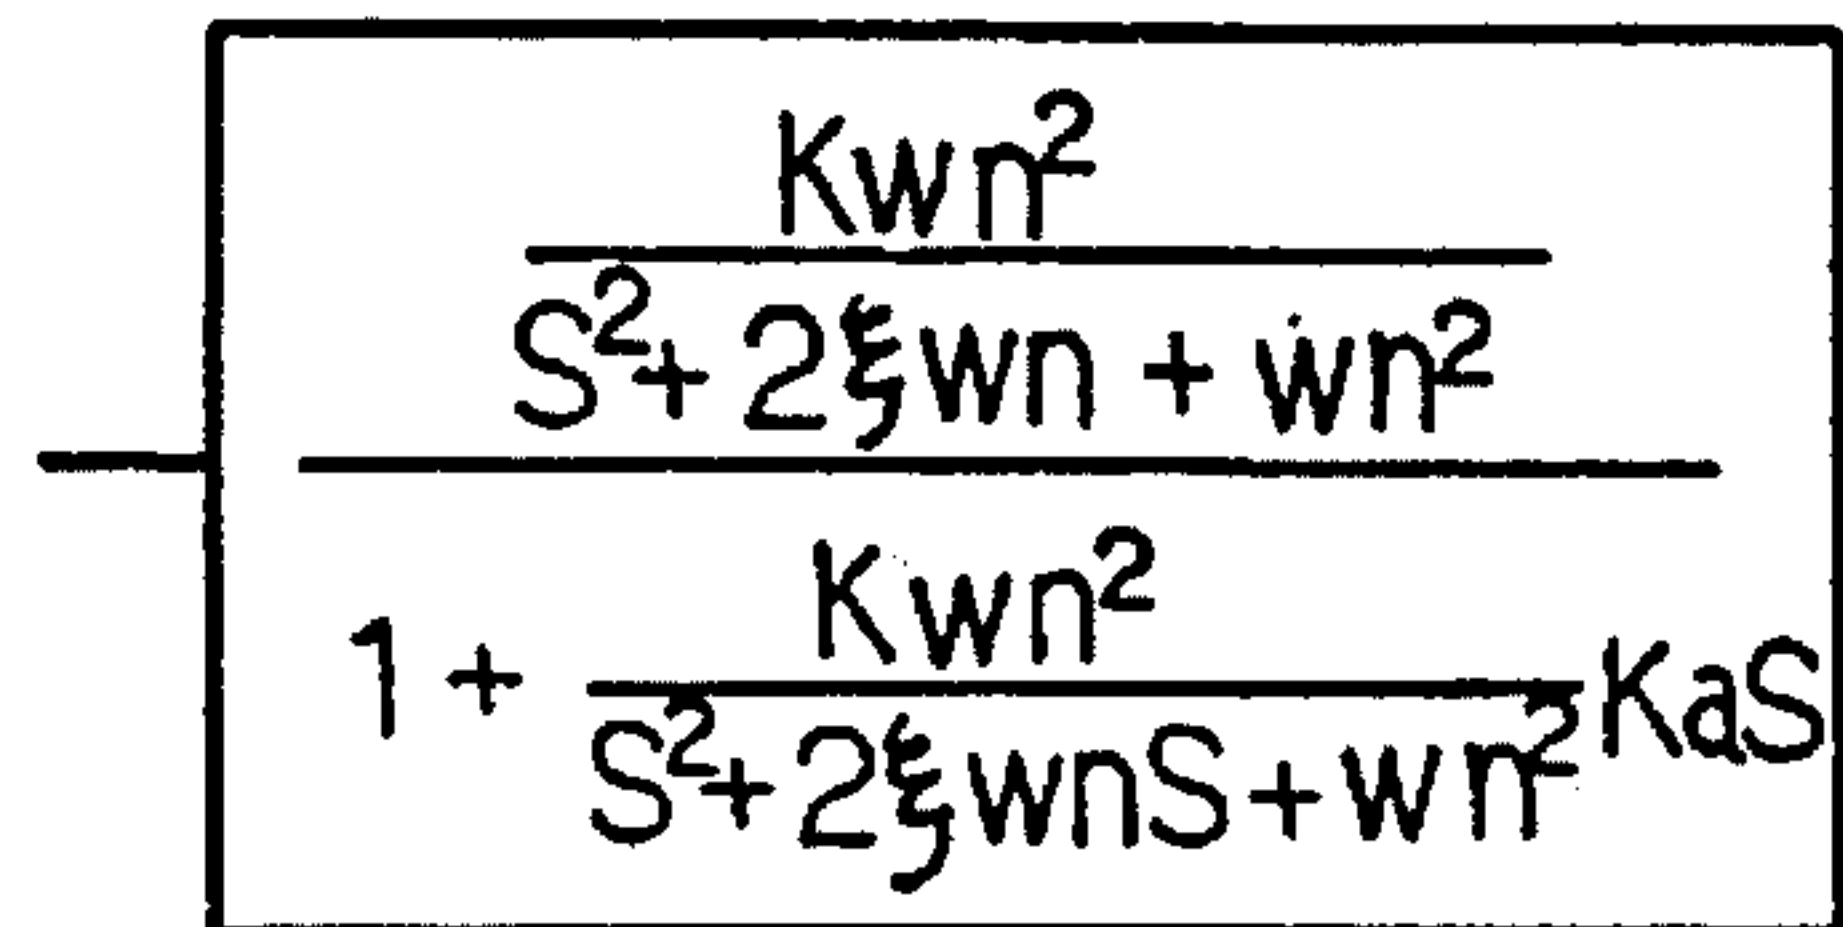 Kwn²
S²+2ξwn+wn²
Kwn²
1+ KaS
S²+2ξwnS+wn²